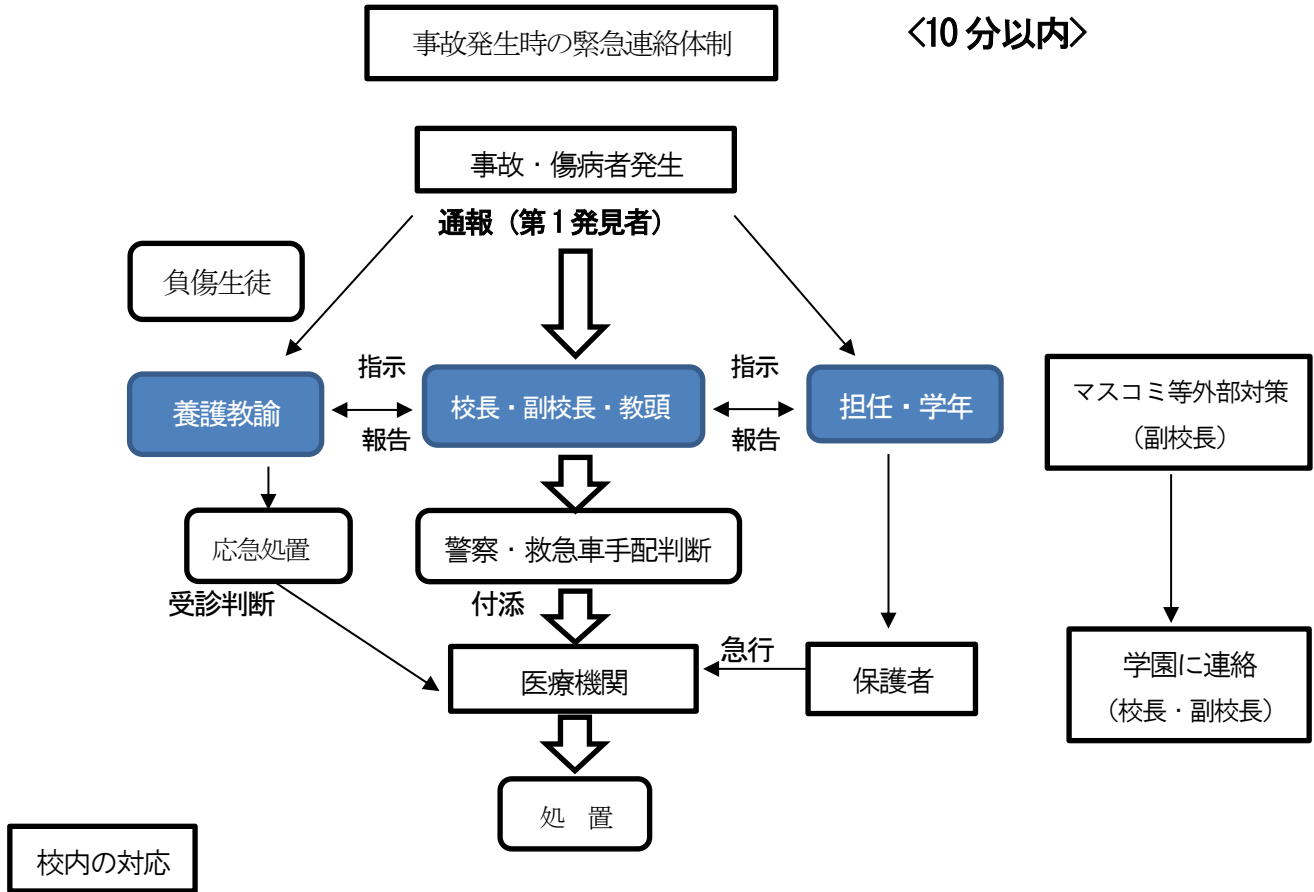 事故発生時の緊急連絡体制
〈10分以内〉
事故・傷病者発生
通報（第1発見者）
負傷生徒
指示
指示
養護教諭
校長・副校長・教頭
担任・学年
報告
報告
マスコミ等外部対策
（副校長）
応急処置
警察・救急車手配判断
受診判断
付添
急行
医療機関
保護者
学園に連絡
（校長・副校長）
処　置
校内の対応